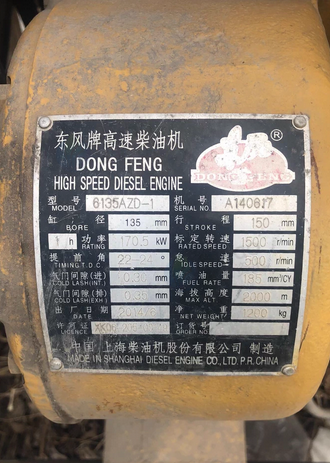 东风牌高速柴油机
DONG FENG
HIGH SPEED DIESEL ENGINE
东风
DONG FENG ®
型号 MODEL 6135AZD-1 机号 SERIAL NO A140617
缸径 BORE 135 mm 行程 STROKE 150 mm
1 h 功率 RATING 170.5 kW 标定转速 RATED SPEED 1500 r/min
提前角 TIMING.T.D.C 22-24° 怠速 IDLE SPEED r/min
气门间隙(进) COLD LASH(INT) mm 喷油量 FUEL RATE mm³/CY
气门间隙(排) COLD LASH(EXH) mm 海拔高度 MAX ALT m
出厂日期 DATE 净重 NET WEIGHT kg
许可证 订货号
中国 上海柴油机股份有限公司 制造
MADE IN SHANGHAI DIESEL ENGINE CO., LTD. P.R. CHINA